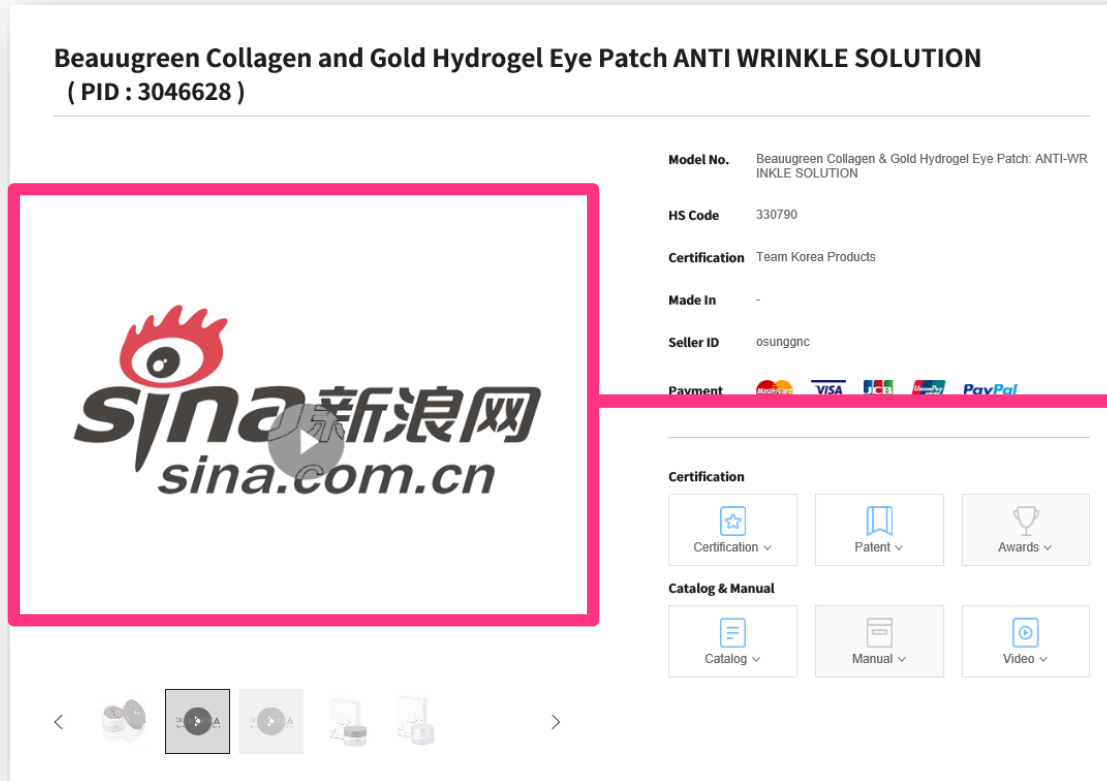 Beauugreen Collagen and Gold Hydrogel Eye Patch ANTI WRINKLE SOLUTION
( PID : 3046628 )
Model No.
Beauugreen Collagen & Gold Hydrogel Eye Patch: ANTI-WR
INKLE SOLUTION
HS Code 330790
Certification Team Korea Products
Made In -
Seller ID osunggnc
Payment MasterCard VISA JCB UnionPay PayPal
sina新浪网
sina.com.cn
Certification
Certification Patent Awards
Catalog & Manual
Catalog Manual Video